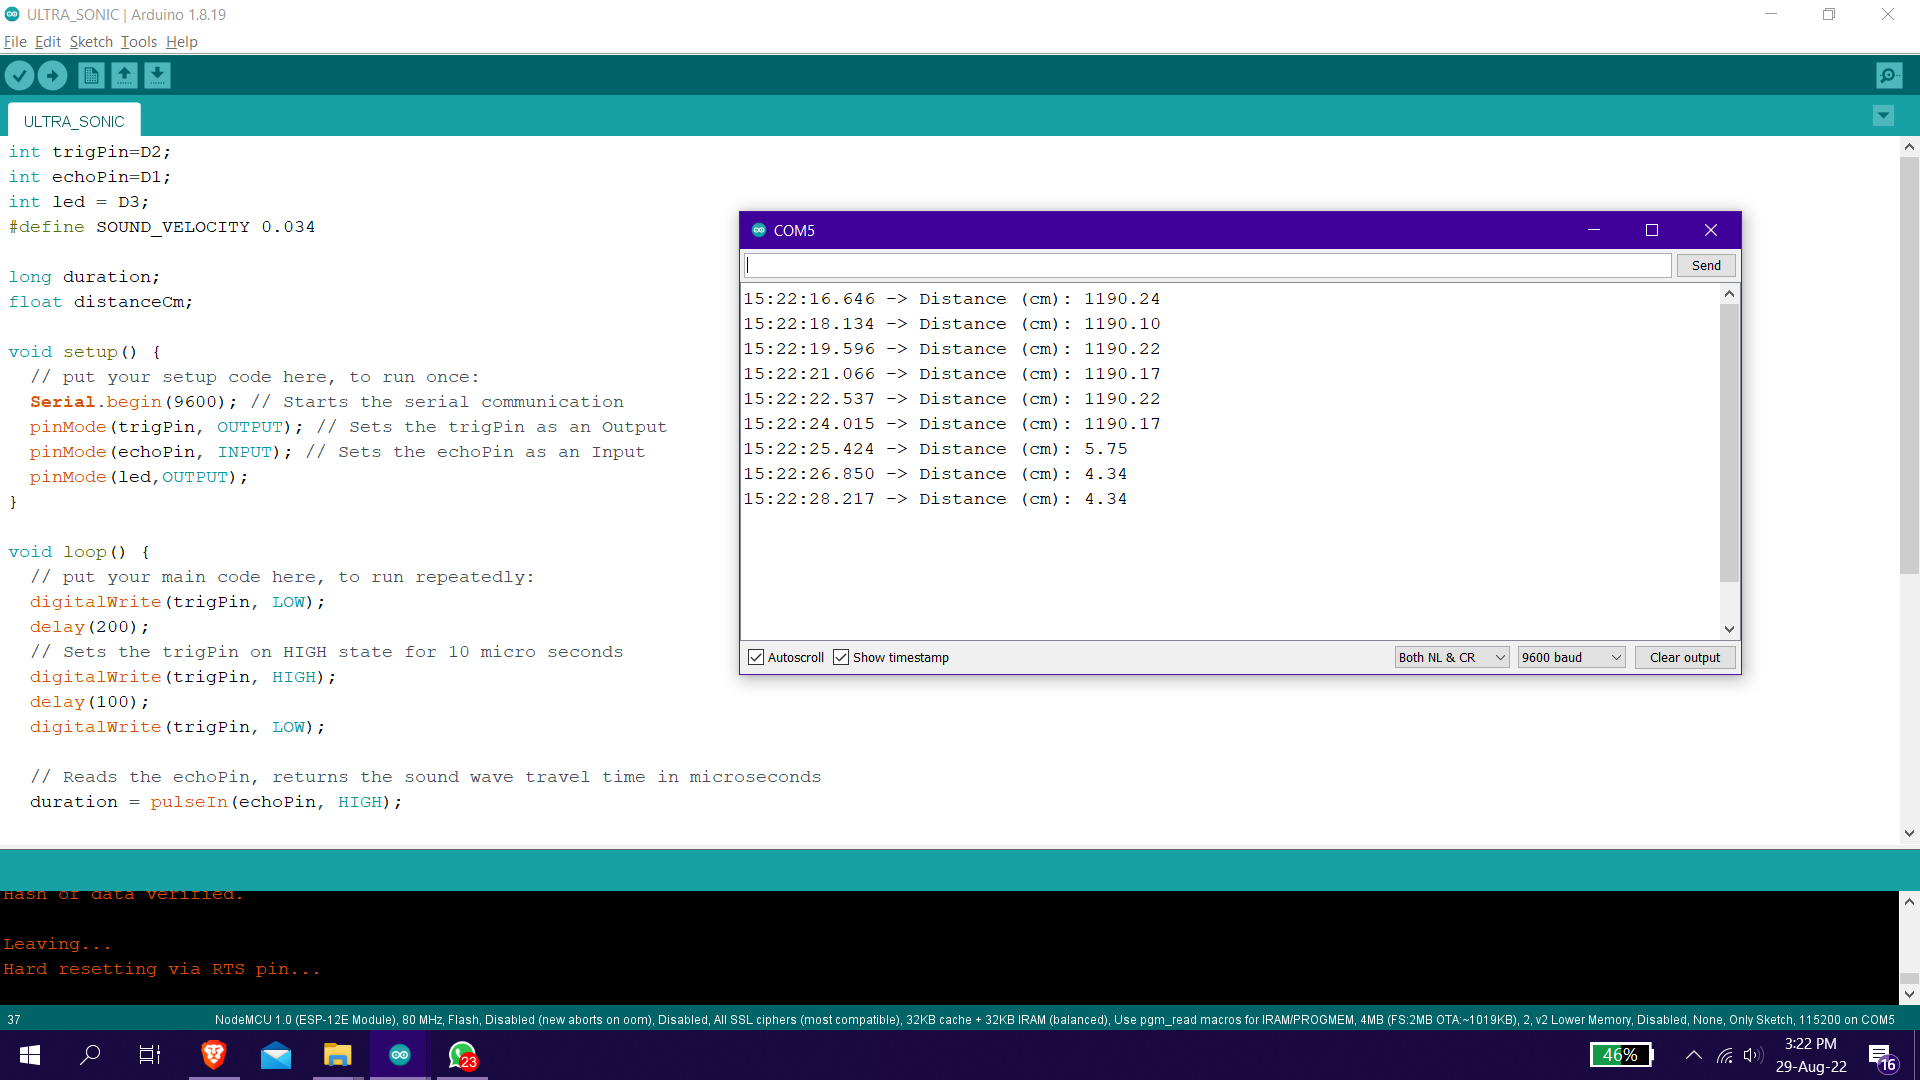 ULTRA_SONIC | Arduino 1.8.19
File Edit Sketch Tools Help
ULTRA_SONIC
int trigPin=D2;
int echoPin=D1;
int led = D3;
#define SOUND_VELOCITY 0.034
long duration;
float distanceCm;
void setup() {
// put your setup code here, to run once:
Serial.begin(9600); // Starts the serial communication
pinMode(trigPin, OUTPUT); // Sets the trigPin as an Output
pinMode(echoPin, INPUT); // Sets the echoPin as an Input
pinMode(led,OUTPUT);
}
void loop() {
// put your main code here, to run repeatedly:
digitalWrite(trigPin, LOW);
delay(200);
// Sets the trigPin on HIGH state for 10 micro seconds
digitalWrite(trigPin, HIGH);
delay(100);
digitalWrite(trigPin, LOW);
// Reads the echoPin, returns the sound wave travel time in microseconds
duration = pulseIn(echoPin, HIGH);
COM5
Send
15:22:16.646 -> Distance (cm): 1190.24
15:22:18.134 -> Distance (cm): 1190.10
15:22:19.596 -> Distance (cm): 1190.22
15:22:21.066 -> Distance (cm): 1190.17
15:22:22.537 -> Distance (cm): 1190.22
15:22:24.015 -> Distance (cm): 1190.17
15:22:25.424 -> Distance (cm): 5.75
15:22:26.850 -> Distance (cm): 4.34
15:22:28.217 -> Distance (cm): 4.34
Autoscroll Show timestamp Both NL & CR 9600 baud Clear output
Hash of data verified.
Leaving...
Hard resetting via RTS pin...
37 NodeMCU 1.0 (ESP-12E Module), 80 MHz, Flash, Disabled (new aborts on oom), Disabled, All SSL ciphers (most compatible), 32KB cache + 32KB IRAM (balanced), Use pgm_read macros for IRAM/PROGMEM, 4MB (FS:2MB OTA:~1019KB), 2, v2 Lower Memory, Disabled, None, Only Sketch, 115200 on COM5
23
46%
3:22 PM
29-Aug-22
16